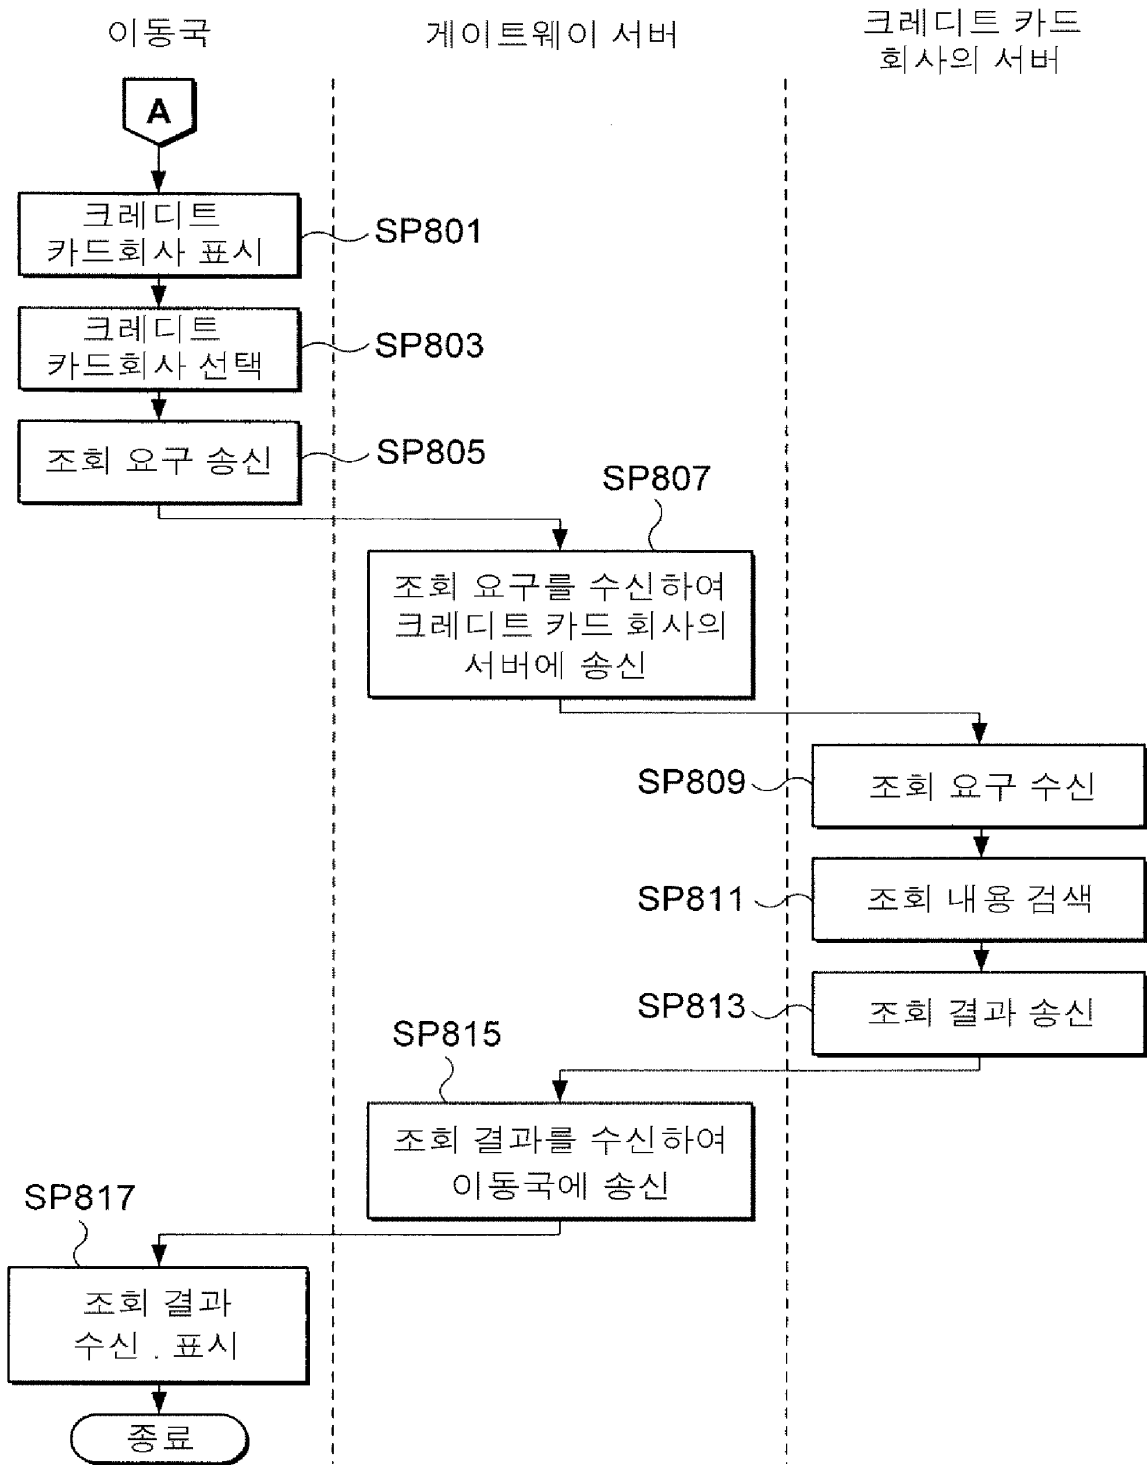 이동국
게이트웨이 서버
크레디트 카드
회사의 서버
A
크레디트
카드회사 표시
SP801
크레디트
카드회사 선택
SP803
조회 요구 송신
SP805
SP807
조회 요구를 수신하여
크레디트 카드 회사의
서버에 송신
SP809
조회 요구 수신
SP811
조회 내용 검색
SP813
조회 결과 송신
SP815
조회 결과를 수신하여
이동국에 송신
SP817
조회 결과
수신 . 표시
종료